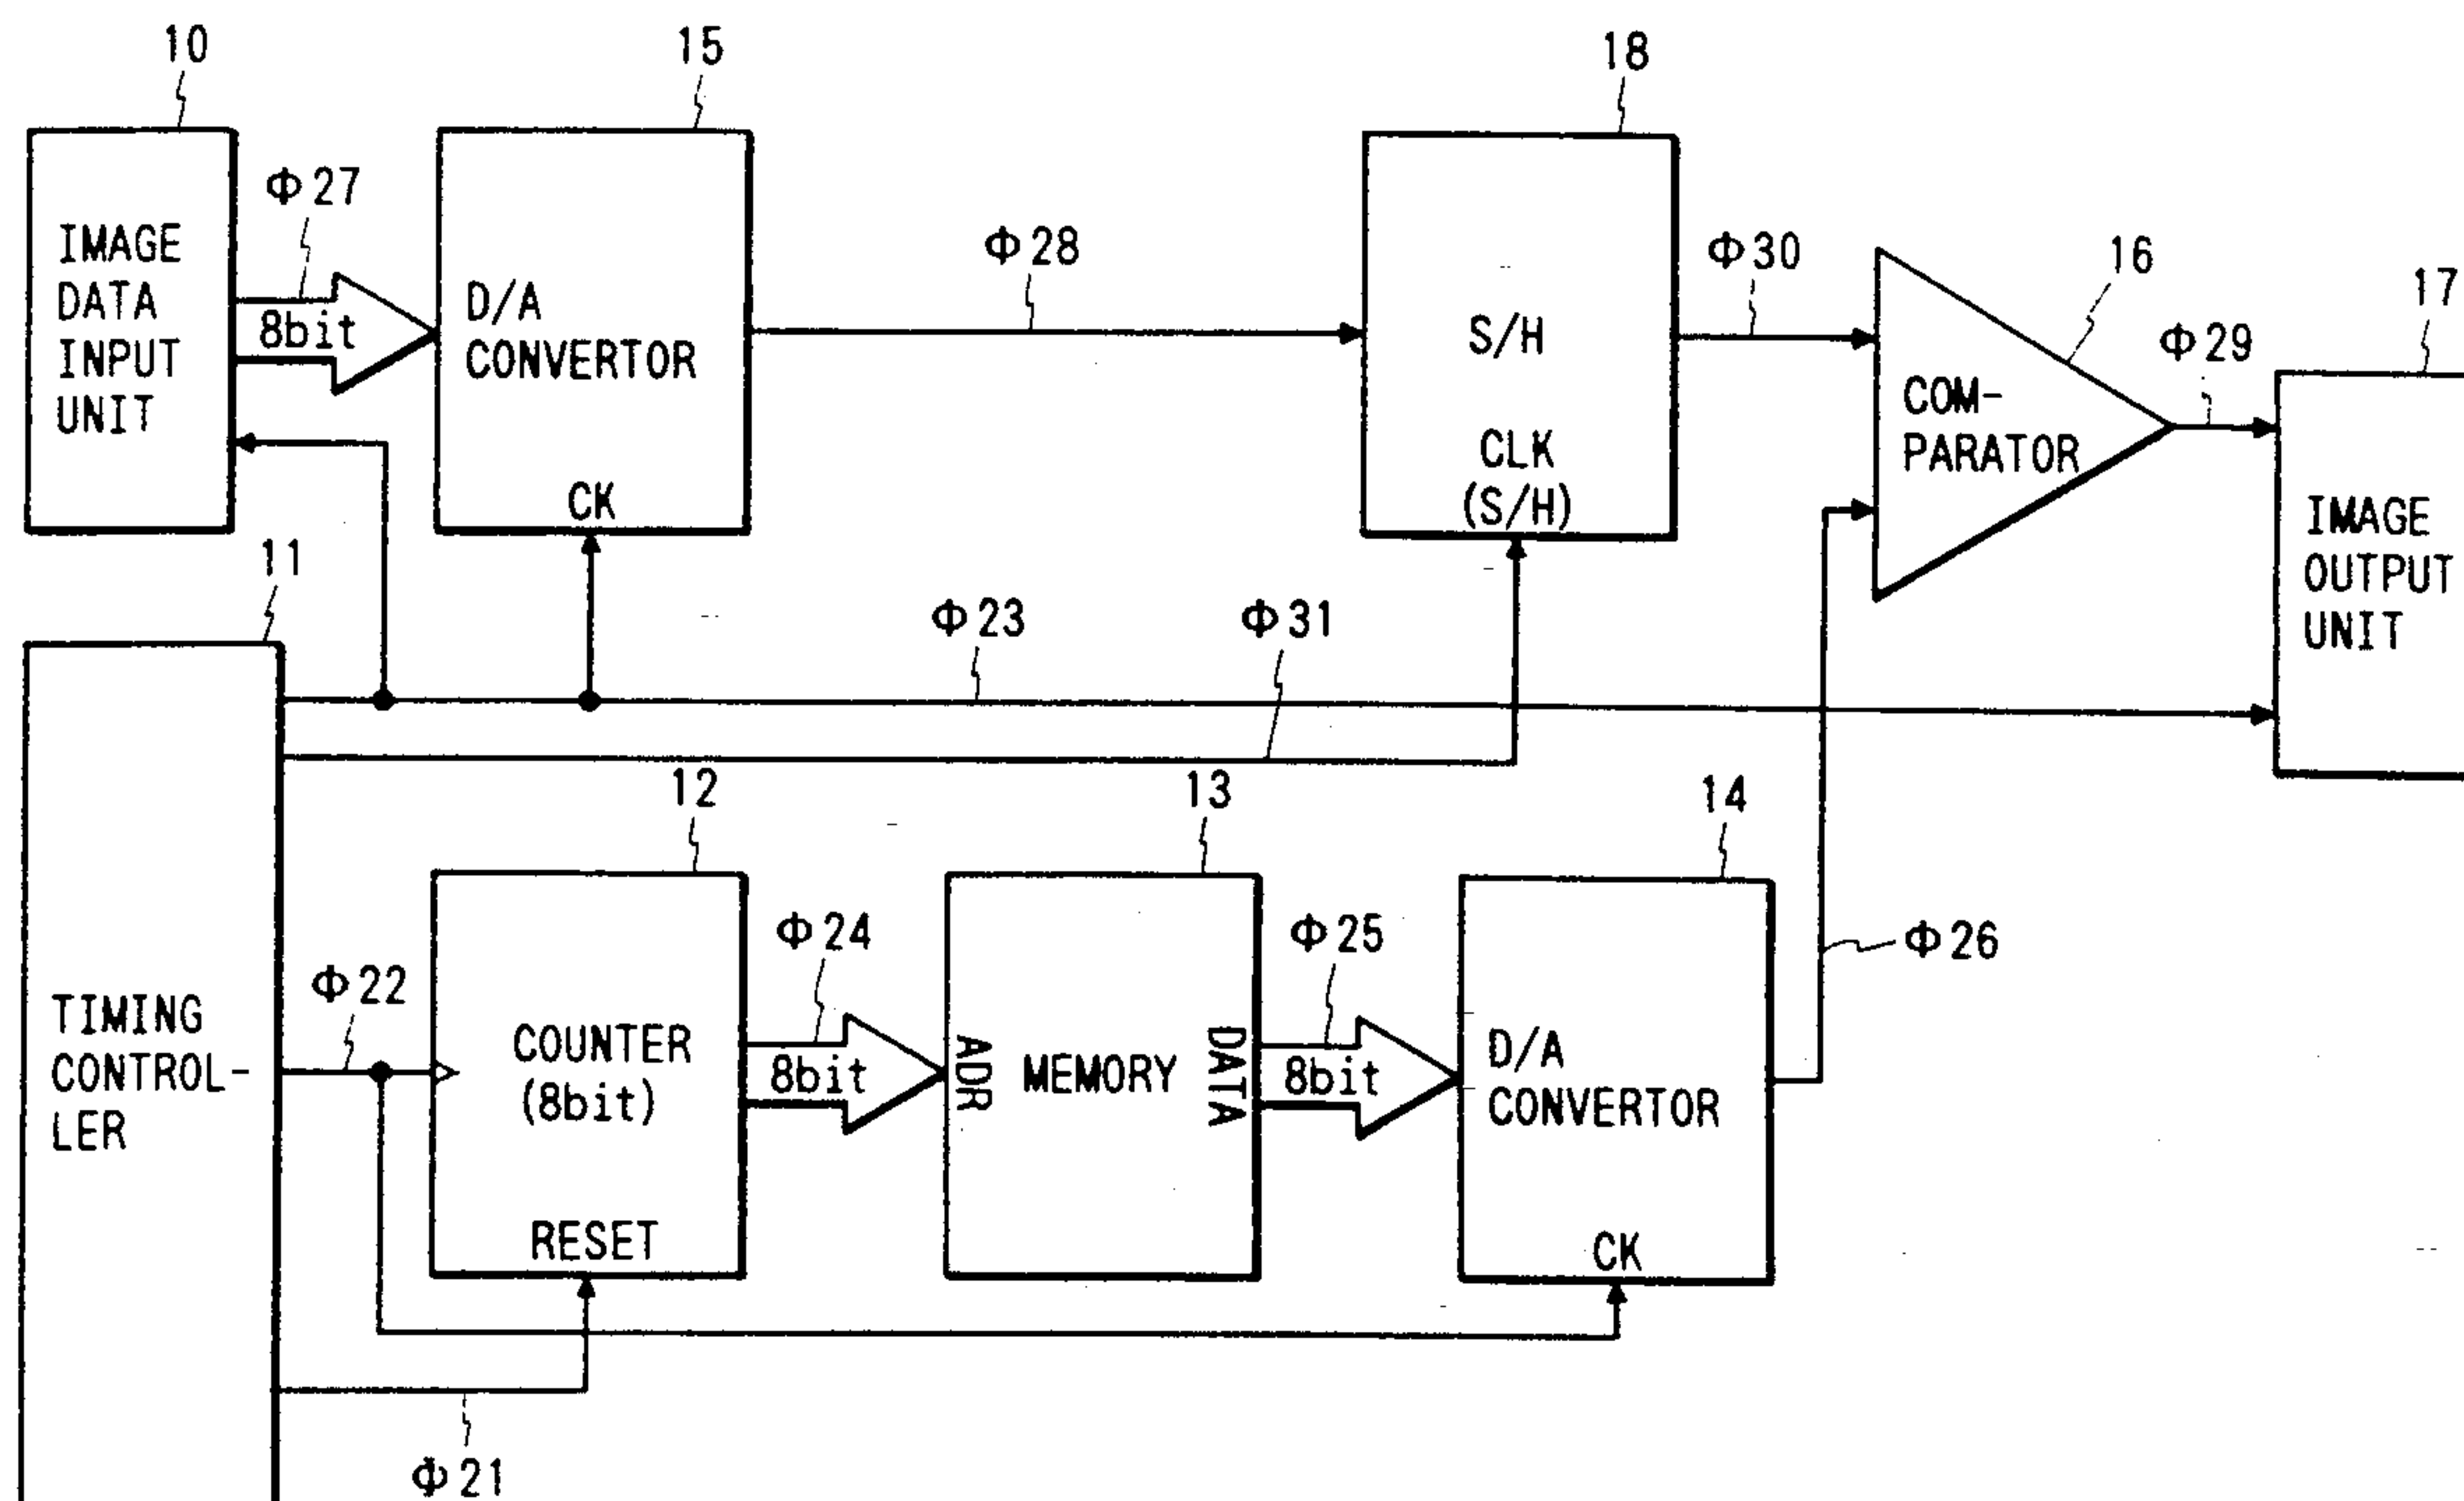 10
15
18
Φ27
IMAGE
DATA
INPUT
UNIT
8bit
D/A
CONVERTOR
CK
Φ28
S/H
CLK
(S/H)
Φ30
16
COM-
PARATOR
Φ29
17
IMAGE
OUTPUT
UNIT
11
Φ23
Φ31
12
13
14
TIMING
CONTROL-
LER
Φ22
COUNTER
(8bit)
RESET
Φ24
8bit
ADR
MEMORY
DATA
Φ25
8bit
D/A
CONVERTOR
CK
Φ26
Φ21